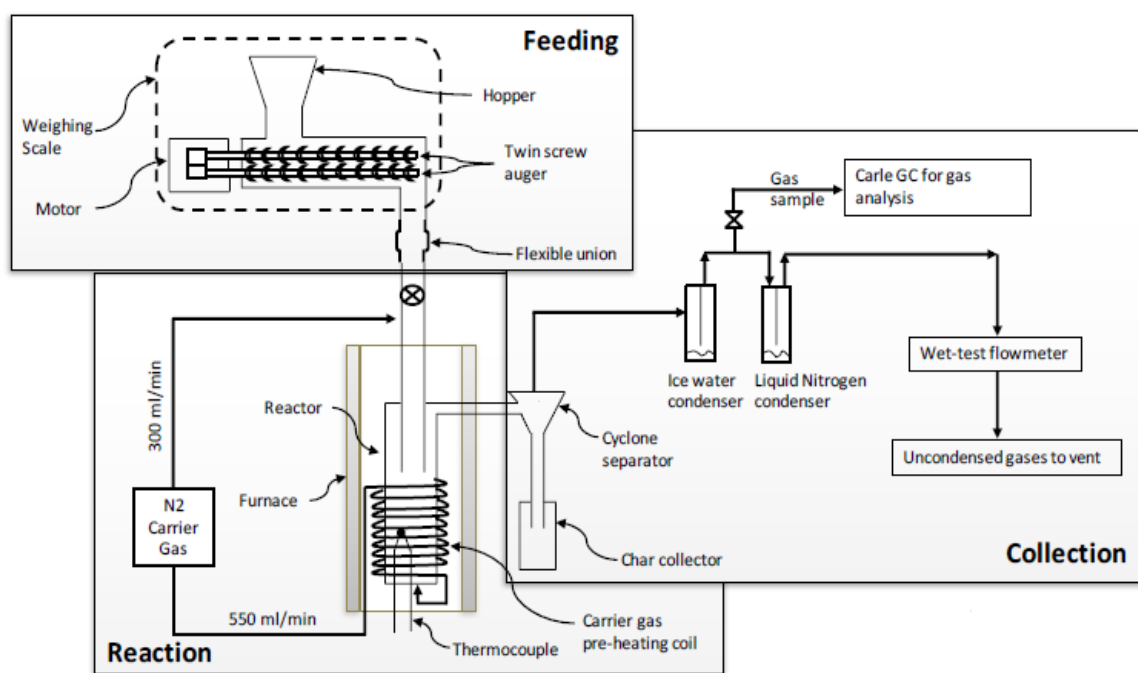 Feeding
Hopper
Weighing
Scale
Twin screw
auger
Motor
Flexible union
Gas
sample
Carle GC for gas
analysis
Ice water
condenser
Liquid Nitrogen
condenser
Wet-test flowmeter
Uncondensed gases to vent
Cyclone
separator
Char collector
Collection
300 ml/min
Reactor
Furnace
N2
Carrier
Gas
550 ml/min
Thermocouple
Carrier gas
pre-heating coil
Reaction